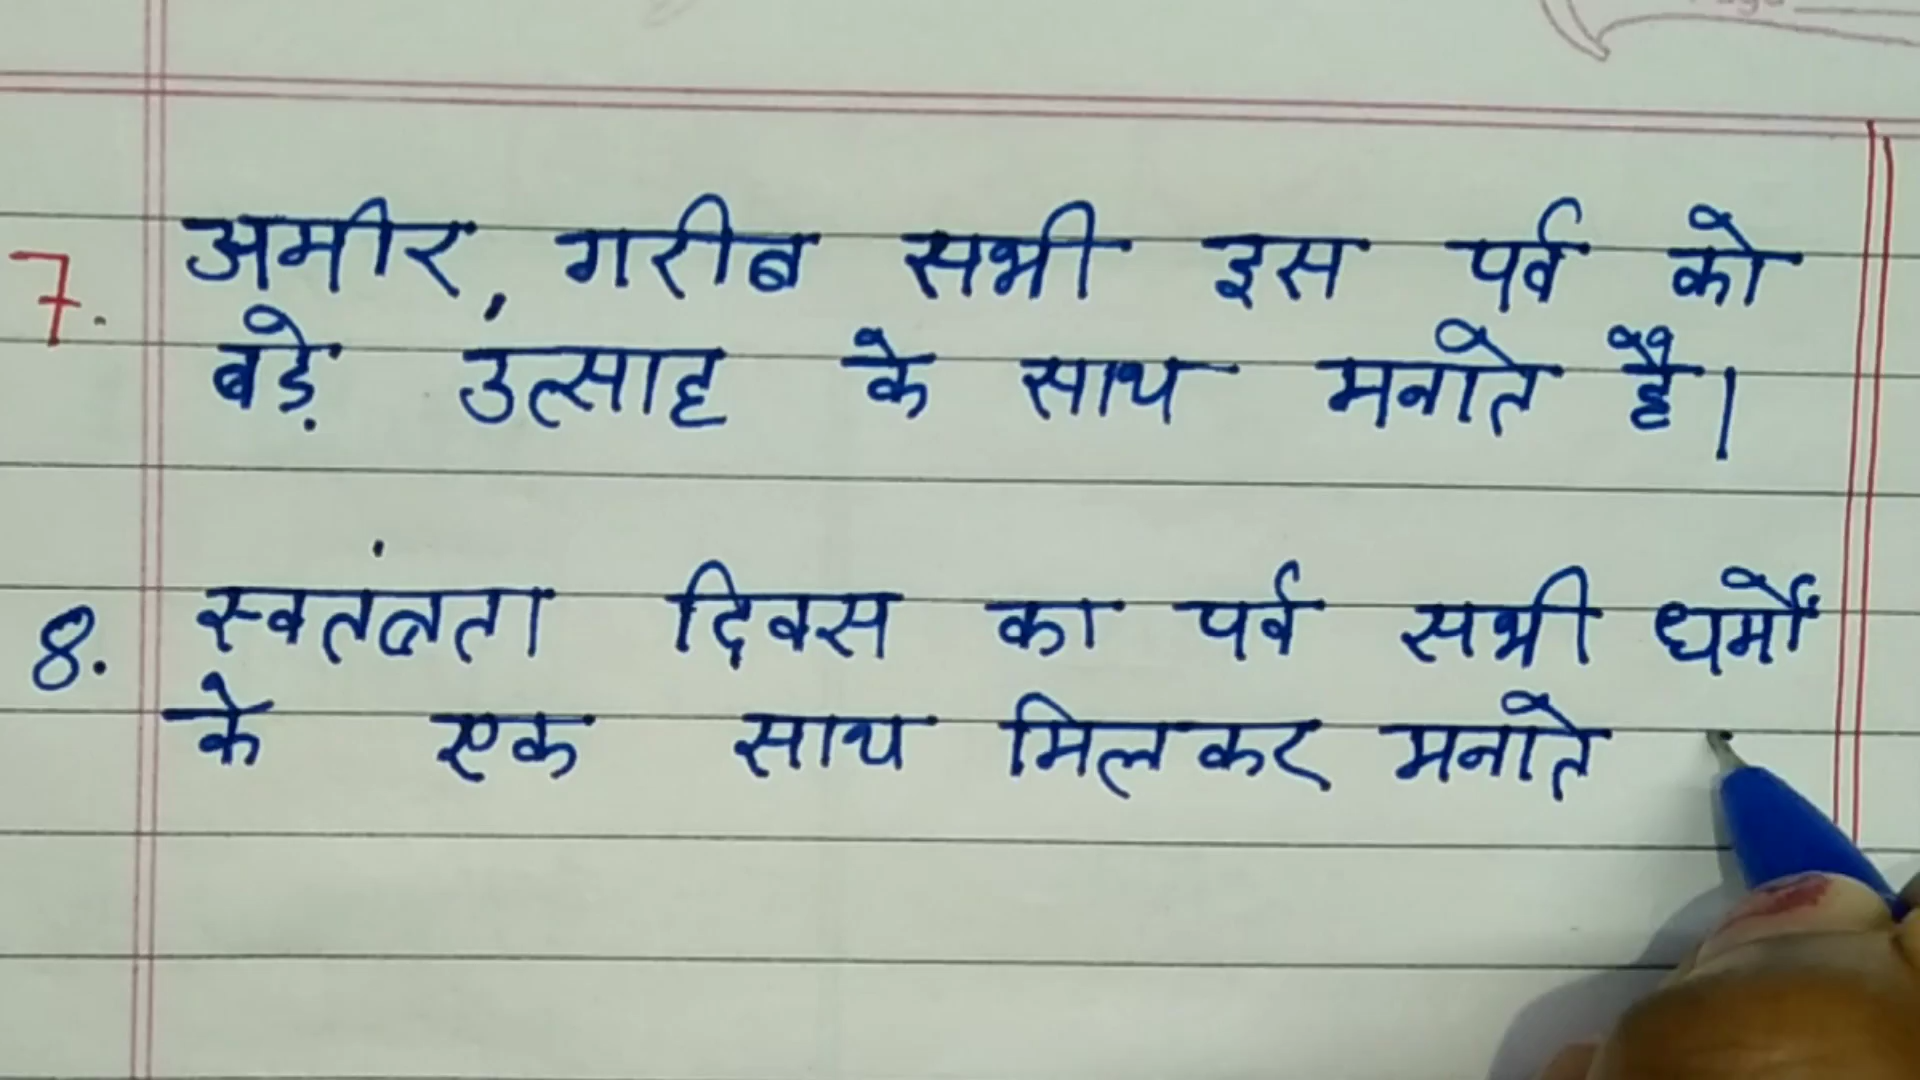 7. अमीर, गरीब सभी इस पर्व को
बड़े उत्साह के साथ मनाते है।
8. स्वतंत्रता दिवस का पर्व सभी धर्मों
के एक साथ मिलकर मनाते